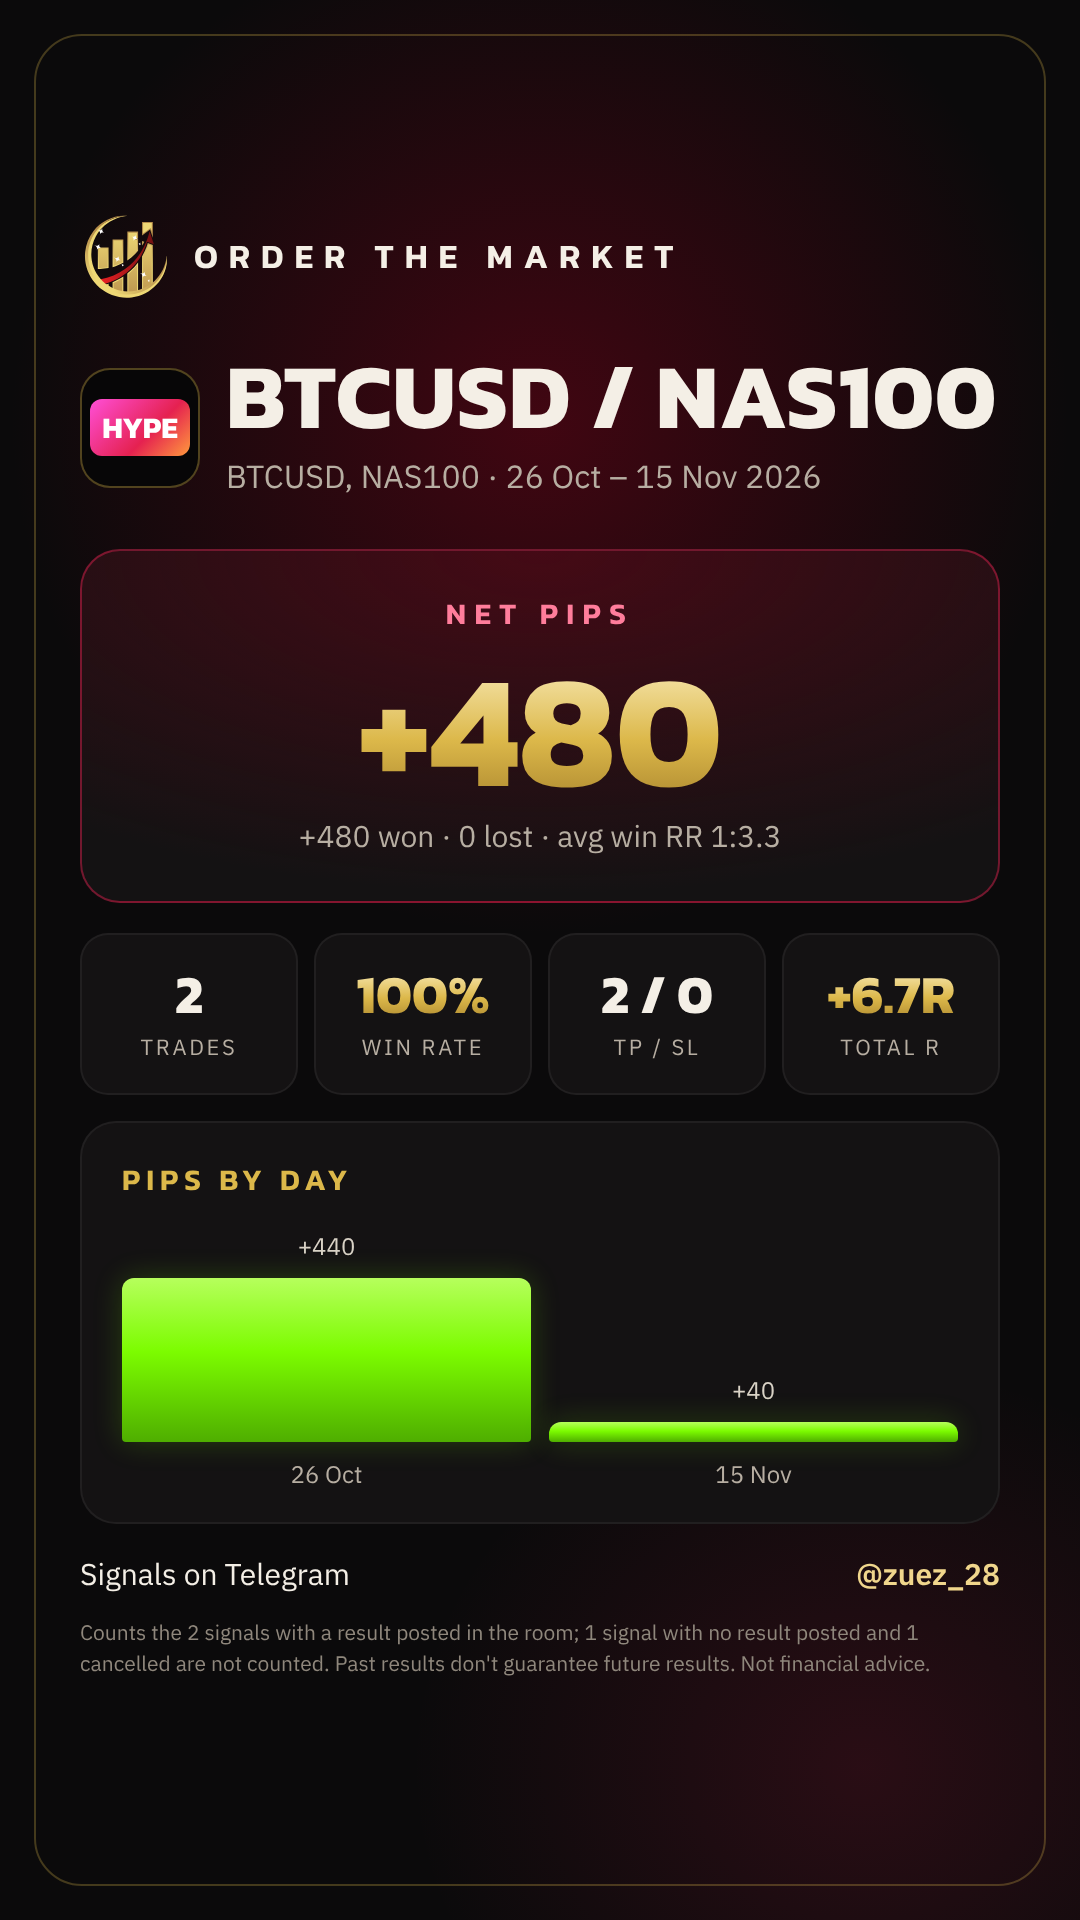 ORDER THE MARKET
HYPE
BTCUSD / NAS100
BTCUSD, NAS100 · 26 Oct – 15 Nov 2026
NET PIPS
+480
+480 won · 0 lost · avg win RR 1:3.3
2
TRADES
100%
WIN RATE
2 / 0
TP / SL
+6.7R
TOTAL R
PIPS BY DAY
+440
+40
26 Oct
15 Nov
Signals on Telegram
@zuez_28
Counts the 2 signals with a result posted in the room; 1 signal with no result posted and 1
cancelled are not counted. Past results don't guarantee future results. Not financial advice.